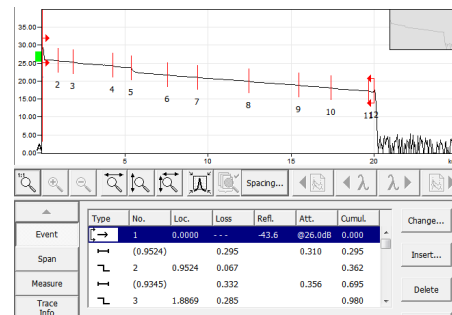 35.00
30.00
25.00
20.00
15.00
10.00
5.00
0.00
A
2 3 4 5 6 7 8 9 10 11 12
5 10 15 20
1:1 Spacing... λ λ
Event
Span
Measure
Trace
Info
Type No. Loc. Loss Refl. Att. Cumul.
1 0.0000 --- -43.6 @26.0dB 0.000
(0.9524) 0.295 0.310 0.295
2 0.9524 0.067 0.362
(0.9345) 0.332 0.356 0.695
3 1.8869 0.285 0.980
Change...
Insert...
Delete